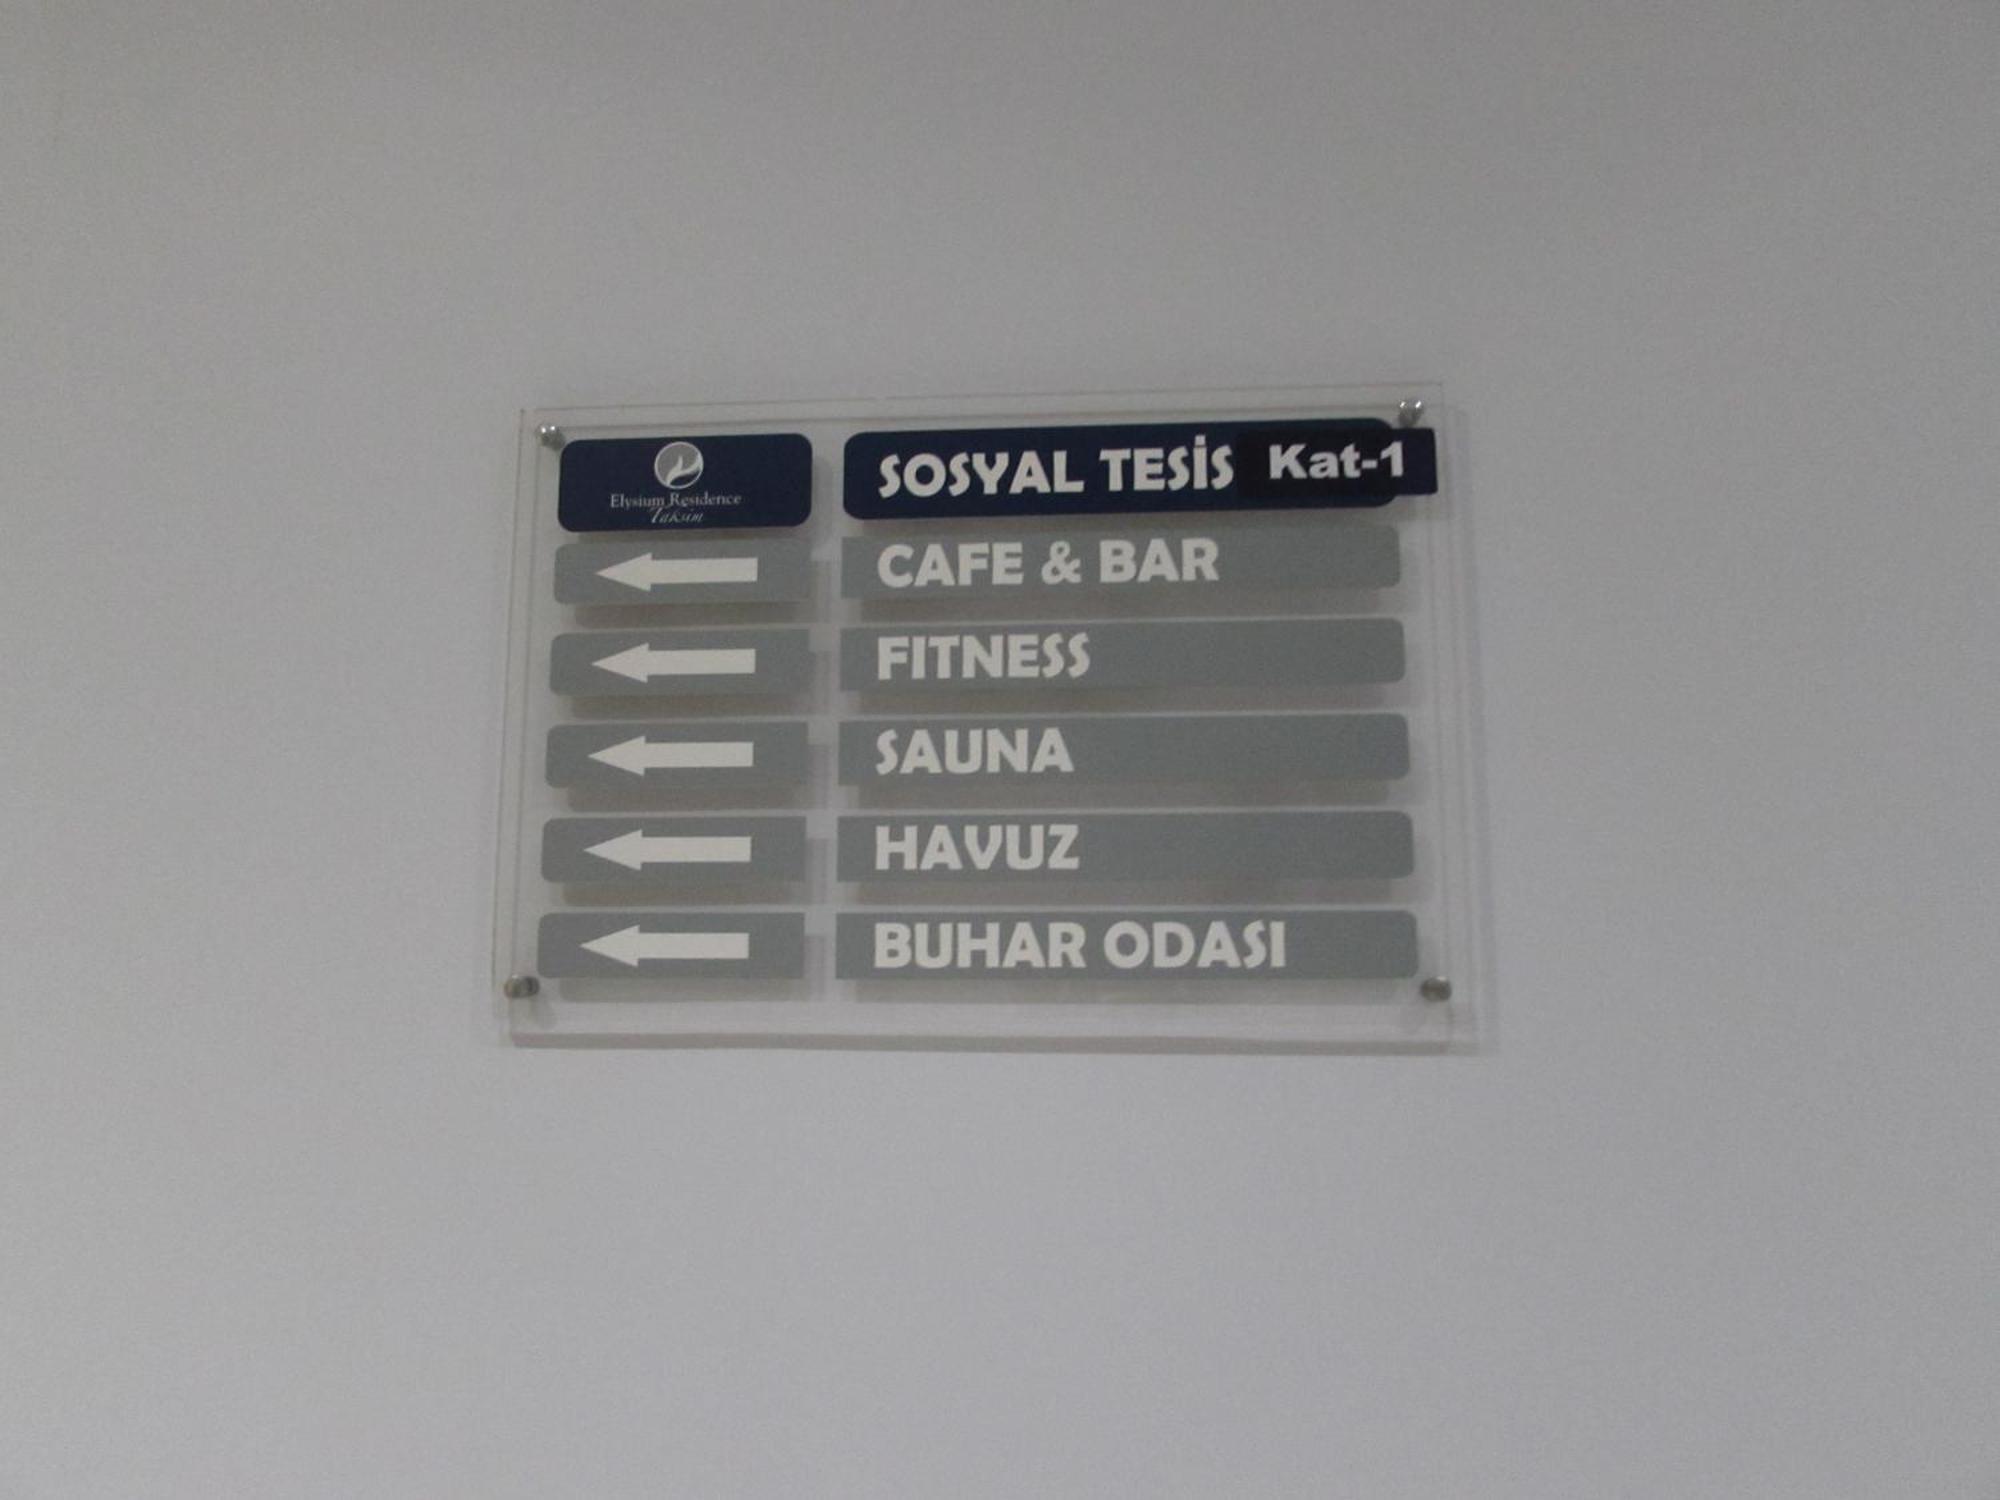 Elysium Residence
Taksim
SOSYAL TESİS Kat-1
CAFE & BAR
FITNESS
SAUNA
HAVUZ
BUHAR ODASI